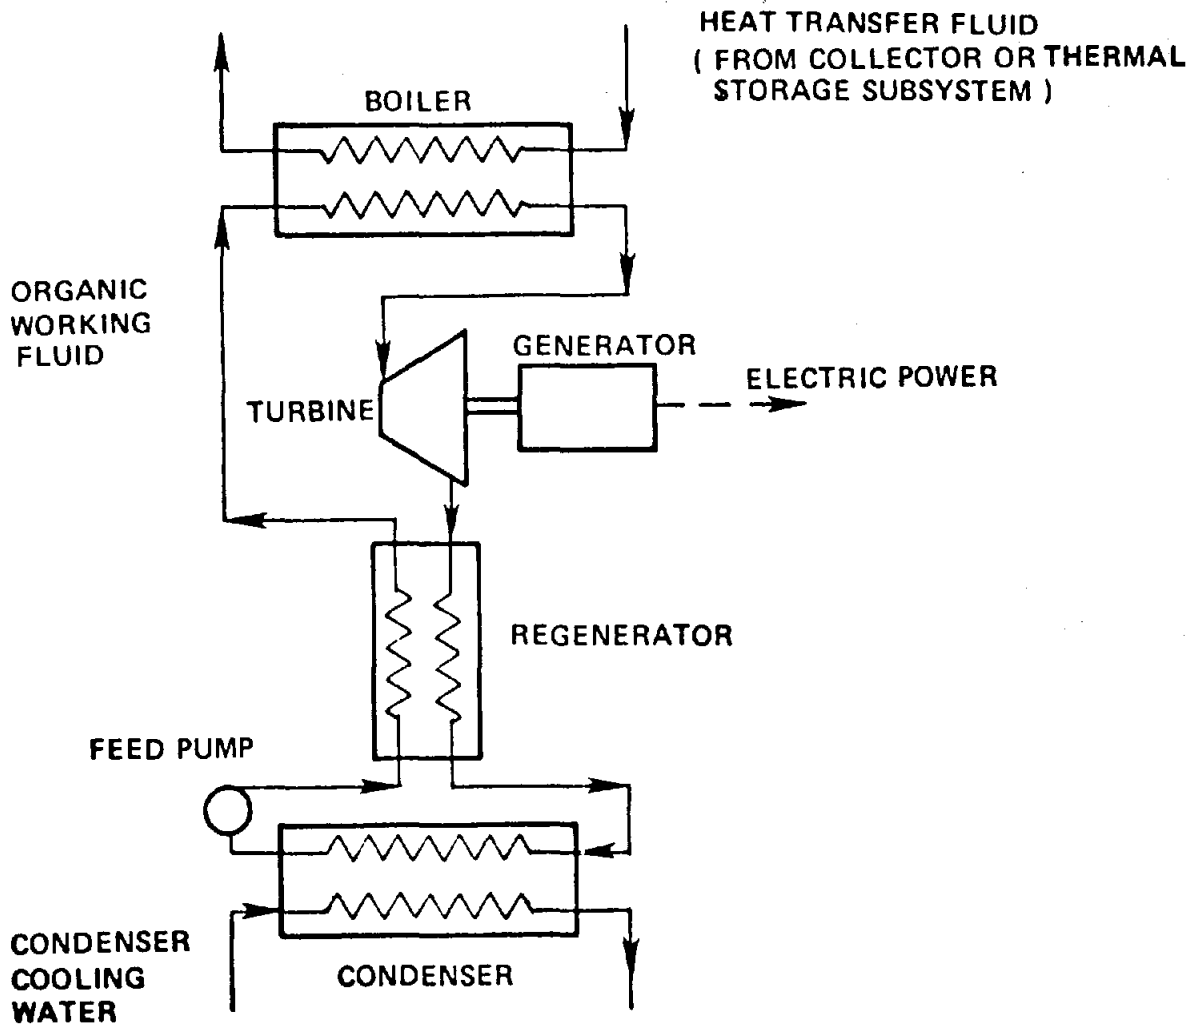 HEAT TRANSFER FLUID
( FROM COLLECTOR OR THERMAL
STORAGE SUBSYSTEM )
BOILER
ORGANIC
WORKING
FLUID
GENERATOR
ELECTRIC POWER
TURBINE
REGENERATOR
FEED PUMP
CONDENSER
COOLING
WATER
CONDENSER